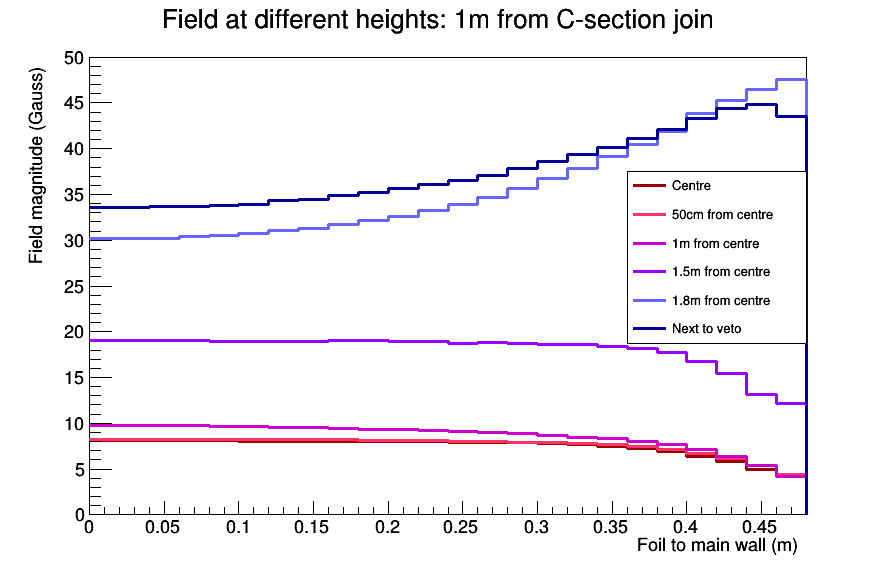 Field at different heights: 1m from C-section join
Field magnitude (Gauss)
50
45
40
35
30
25
20
15
10
5
0
Centre
50cm from centre
1m from centre
1.5m from centre
1.8m from centre
Next to veto
0 0.05 0.1 0.15 0.2 0.25 0.3 0.35 0.4 0.45
Foil to main wall (m)